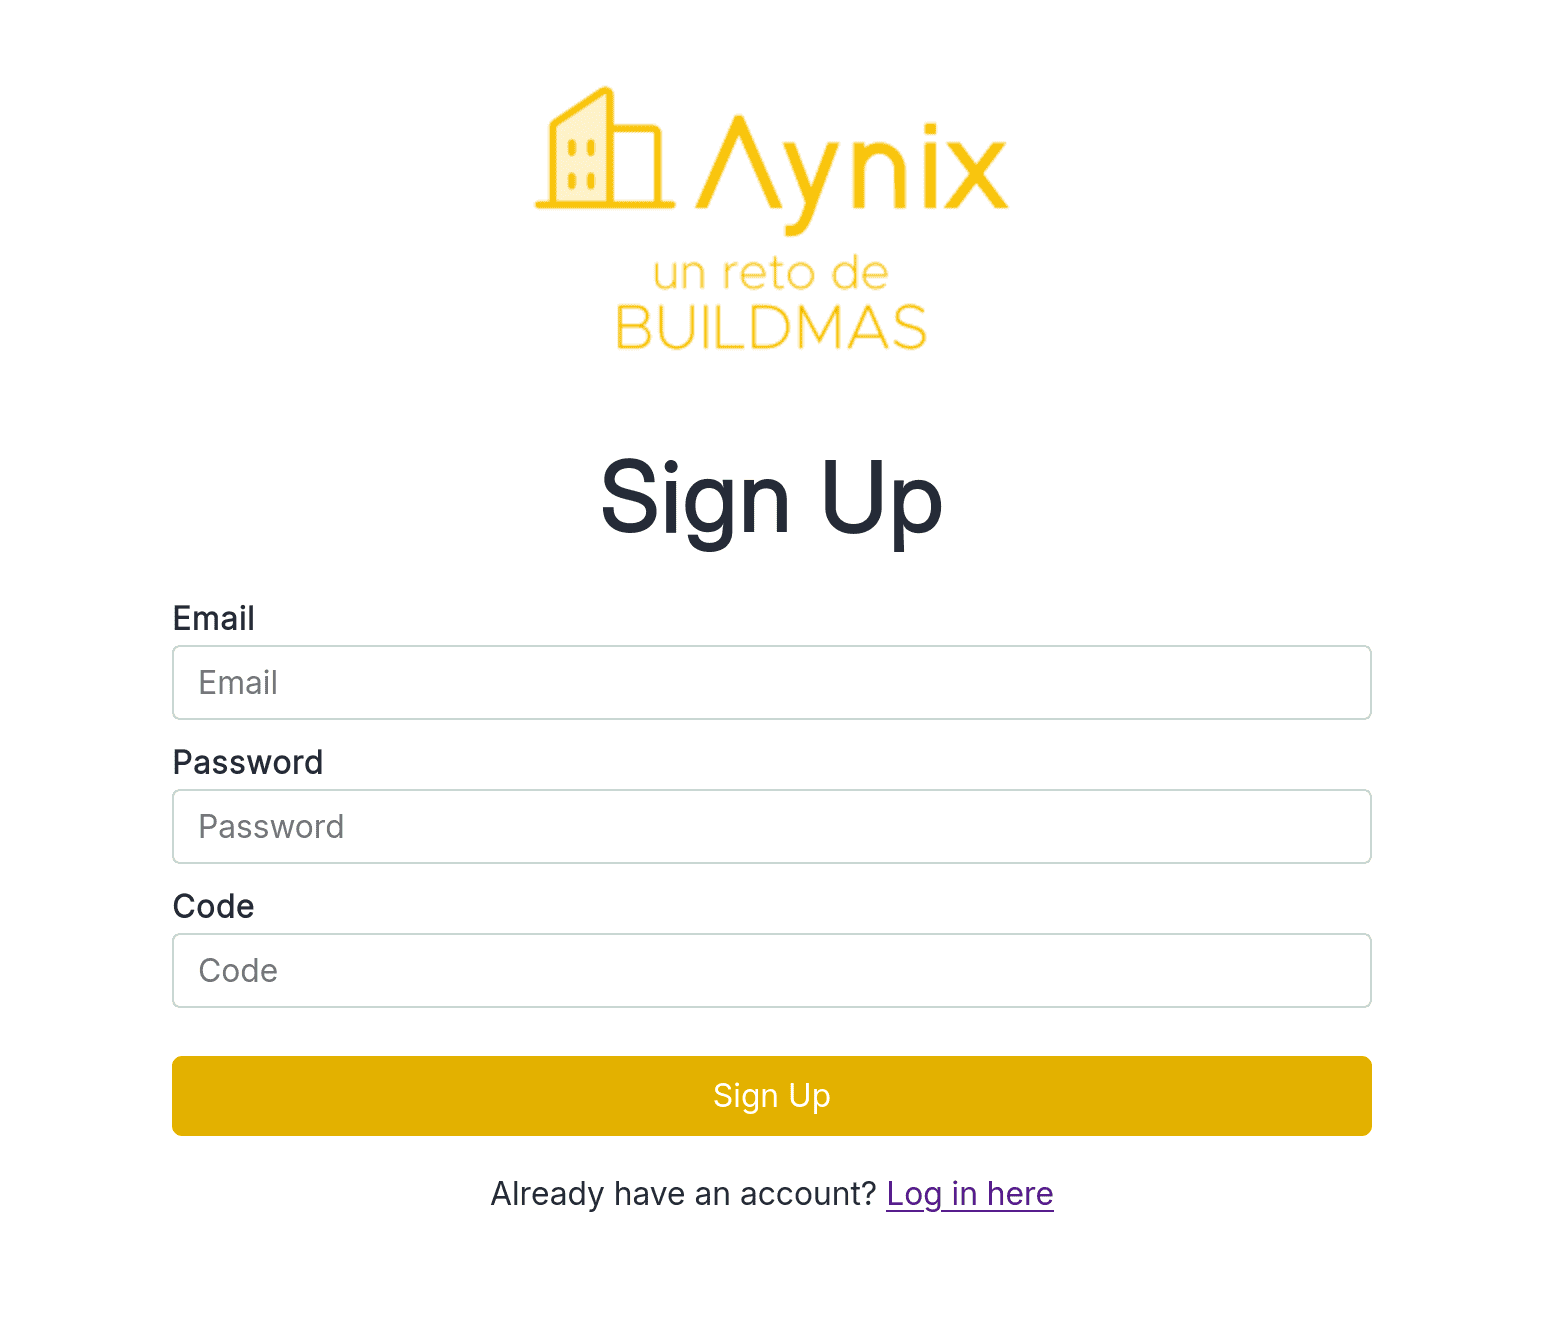 Aynix
un reto de
BUILDMAS
Sign Up
Email
Email
Password
Password
Code
Code
Sign Up
Already have an account? Log in here